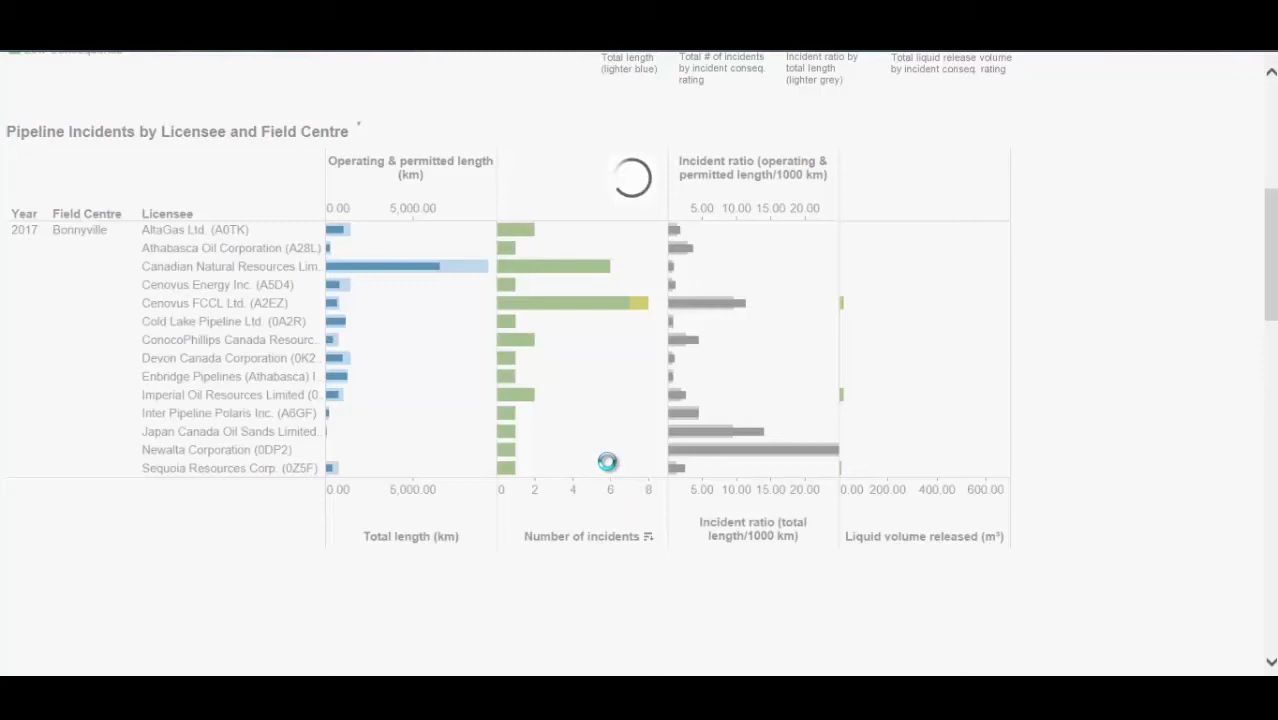 Total length
(lighter blue)
Total # of incidents
by incident conseq.
rating
Incident ratio by
total length
(lighter grey)
Total liquid release volume
by incident conseq. rating
Pipeline Incidents by Licensee and Field Centre
Operating & permitted length
(km)
Incident ratio (operating &
permitted length/1000 km)
0.00 5,000.00 5.00 10.00 15.00 20.00
Year Field Centre Licensee
2017 Bonnyville AltaGas Ltd. (A0TK)
Athabasca Oil Corporation (A28L)
Canadian Natural Resources Lim..
Cenovus Energy Inc. (A5D4)
Cenovus FCCL Ltd. (A2EZ)
Cold Lake Pipeline Ltd. (0A2R)
ConocoPhillips Canada Resourc..
Devon Canada Corporation (0K2..
Enbridge Pipelines (Athabasca) I..
Imperial Oil Resources Limited (0..
Inter Pipeline Polaris Inc. (A6GF)
Japan Canada Oil Sands Limited..
Newalta Corporation (0DP2)
Sequoia Resources Corp. (0Z5F)
0.00 5,000.00 0 2 4 6 8 5.00 10.00 15.00 20.00 0.00 200.00 400.00 600.00
Total length (km)
Number of incidents
Incident ratio (total
length/1000 km)
Liquid volume released (m³)